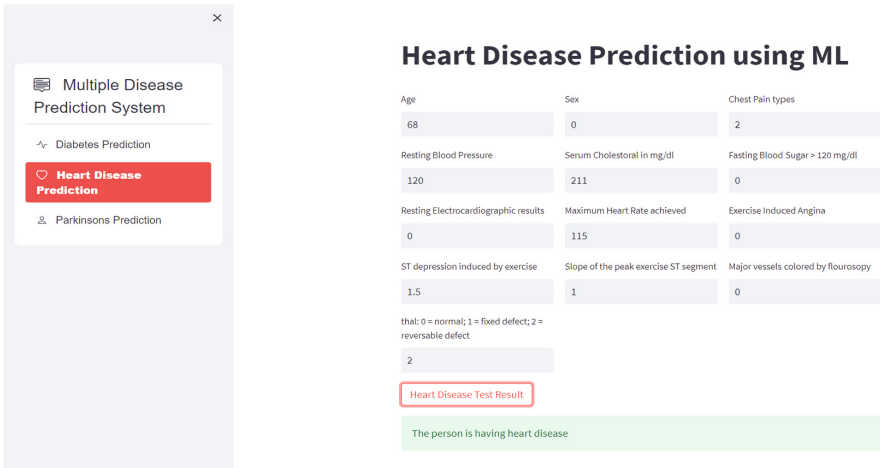 Multiple Disease
Prediction System
Diabetes Prediction
Heart Disease
Prediction
Parkinsons Prediction
Heart Disease Prediction using ML
Age Sex Chest Pain types
68 0 2
Resting Blood Pressure Serum Cholestoral in mg/dl Fasting Blood Sugar > 120 mg/dl
120 211 0
Resting Electrocardiographic results Maximum Heart Rate achieved Exercise Induced Angina
0 115 0
ST depression induced by exercise Slope of the peak exercise ST segment Major vessels colored by flourosopy
1.5 1 0
thal: 0 = normal; 1 = fixed defect; 2 =
reversable defect
2
Heart Disease Test Result
The person is having heart disease